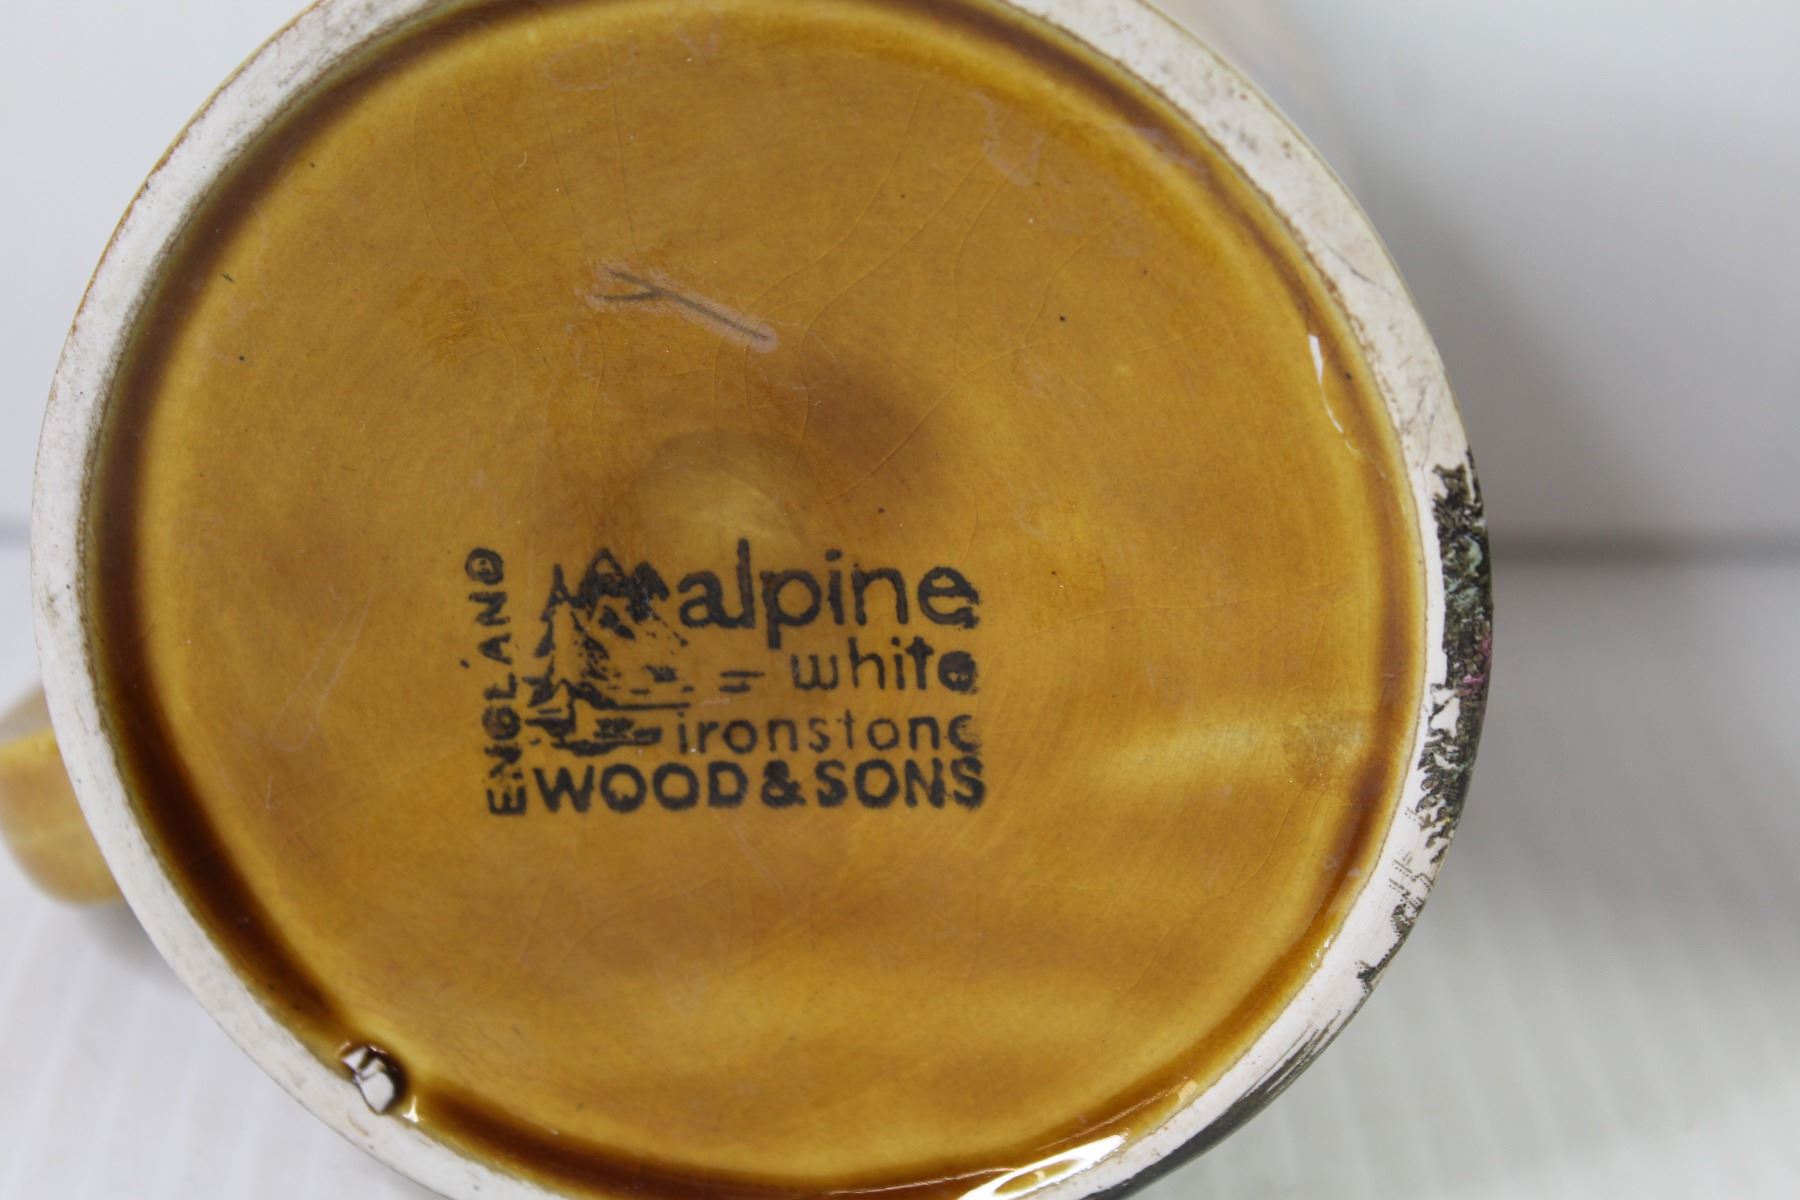 ENGLAND
alpine
white
ironstone
WOOD & SONS